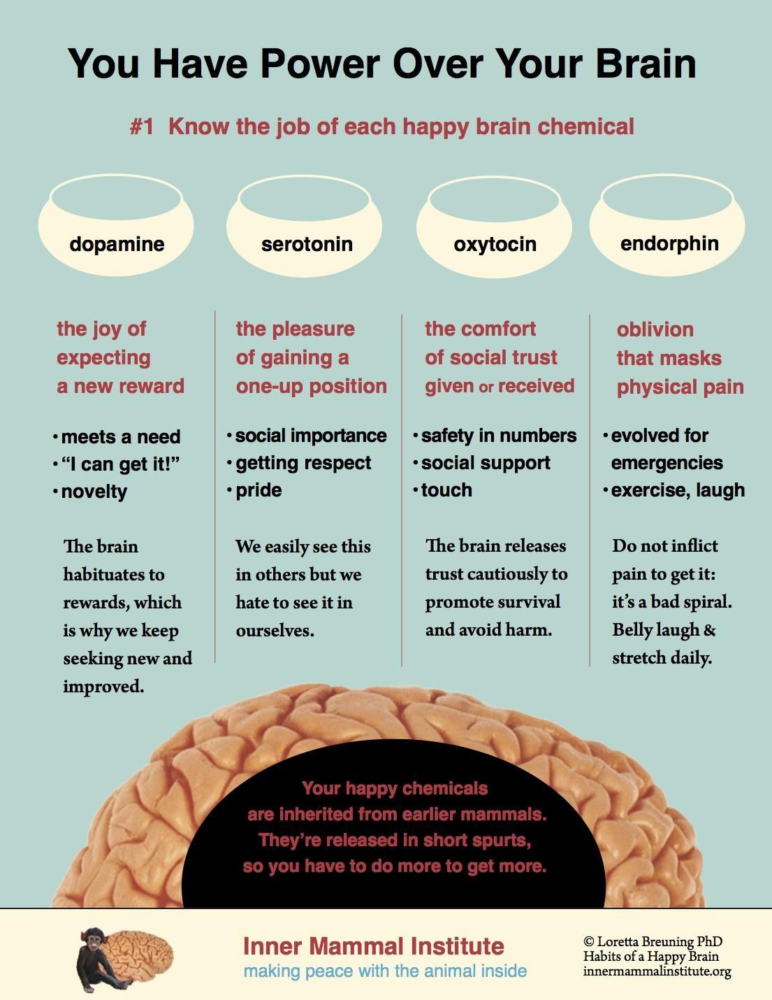 You Have Power Over Your Brain
#1 Know the job of each happy brain chemical
dopamine
the joy of
expecting
a new reward
• meets a need
• “I can get it!”
• novelty
The brain
habituates to
rewards, which
is why we keep
seeking new and
improved.
serotonin
the pleasure
of gaining a
one-up position
• social importance
• getting respect
• pride
We easily see this
in others but we
hate to see it in
ourselves.
oxytocin
the comfort
of social trust
given or received
• safety in numbers
• social support
• touch
The brain releases
trust cautiously to
promote survival
and avoid harm.
endorphin
oblivion
that masks
physical pain
• evolved for
emergencies
• exercise, laugh
Do not inflict
pain to get it:
it’s a bad spiral.
Belly laugh &
stretch daily.
Your happy chemicals
are inherited from earlier mammals.
They’re released in short spurts,
so you have to do more to get more.
Inner Mammal Institute
making peace with the animal inside
© Loretta Breuning PhD
Habits of a Happy Brain
innermammalinstitute.org